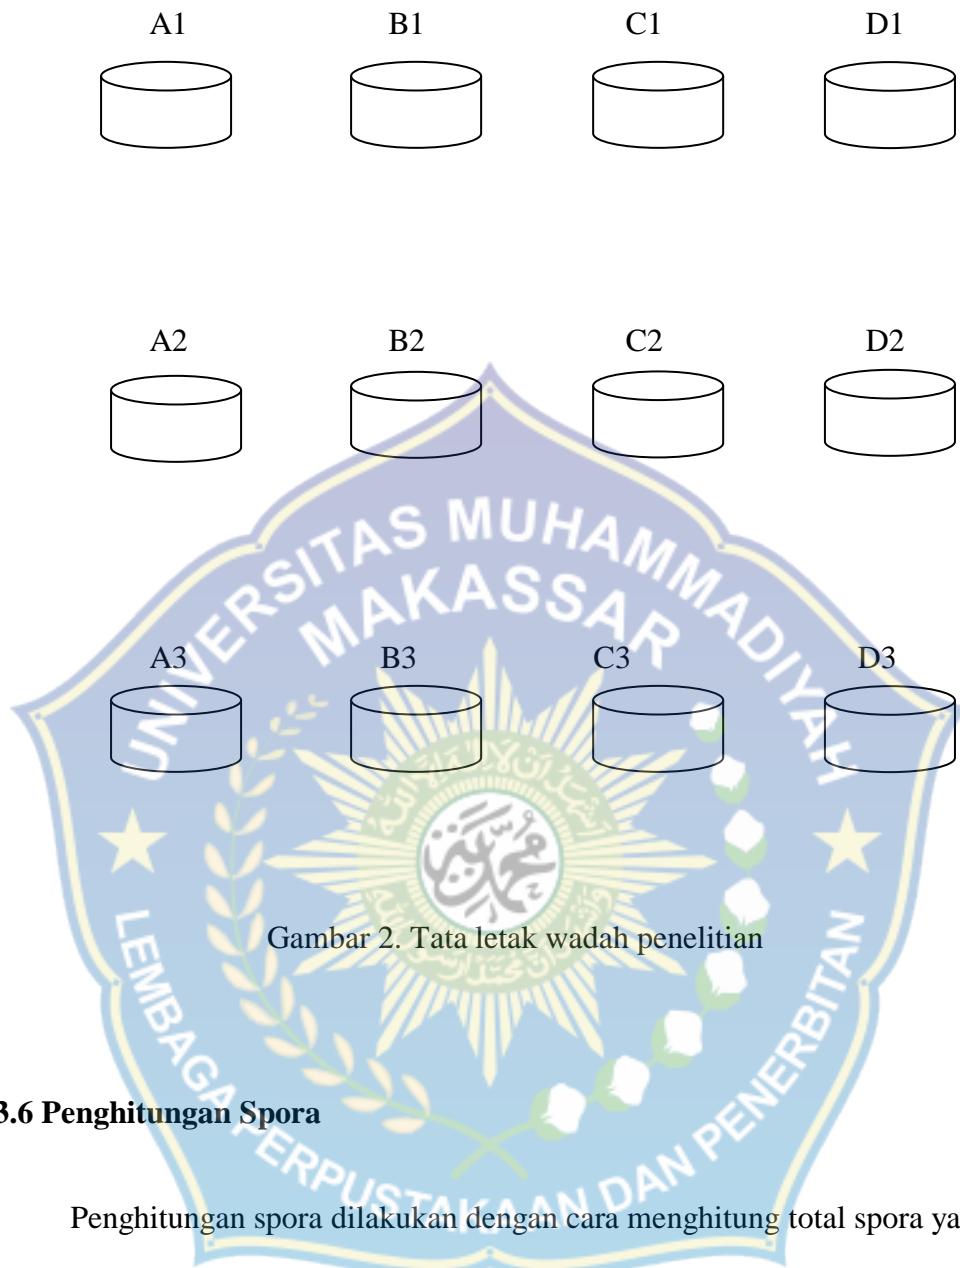 A1 B1 C1 D1
A2 B2 C2 D2
UNIVERSITAS MUHAMMADIYAH
MAKASSAR
A3 B3 C3 D3
محمد
Gambar 2. Tata letak wadah penelitian
LEMBAGA PERPUSTAKAAN DAN PENERBITAN
3.6 Penghitungan Spora
Penghitungan spora dilakukan dengan cara menghitung total spora ya